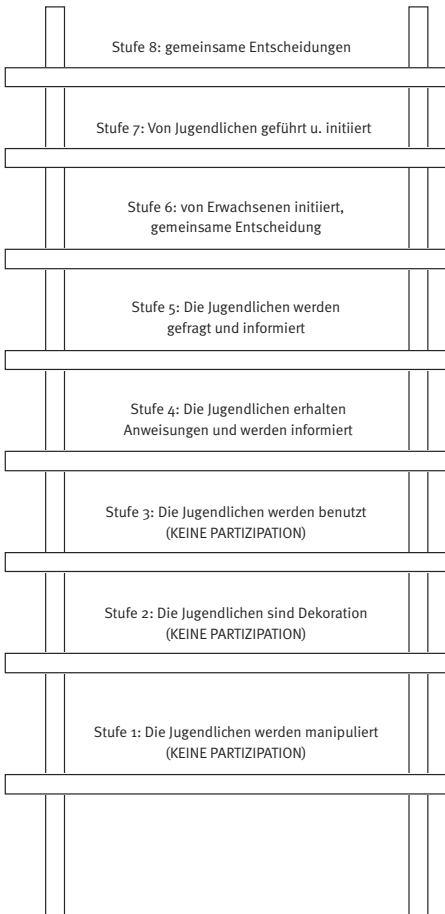 Stufe 8: gemeinsame Entscheidungen
Stufe 7: Von Jugendlichen geführt u. initiiert
Stufe 6: von Erwachsenen initiiert,
gemeinsame Entscheidung
Stufe 5: Die Jugendlichen werden
gefragt und informiert
Stufe 4: Die Jugendlichen erhalten
Anweisungen und werden informiert
Stufe 3: Die Jugendlichen werden benutzt
(KEINE PARTIZIPATION)
Stufe 2: Die Jugendlichen sind Dekoration
(KEINE PARTIZIPATION)
Stufe 1: Die Jugendlichen werden manipuliert
(KEINE PARTIZIPATION)